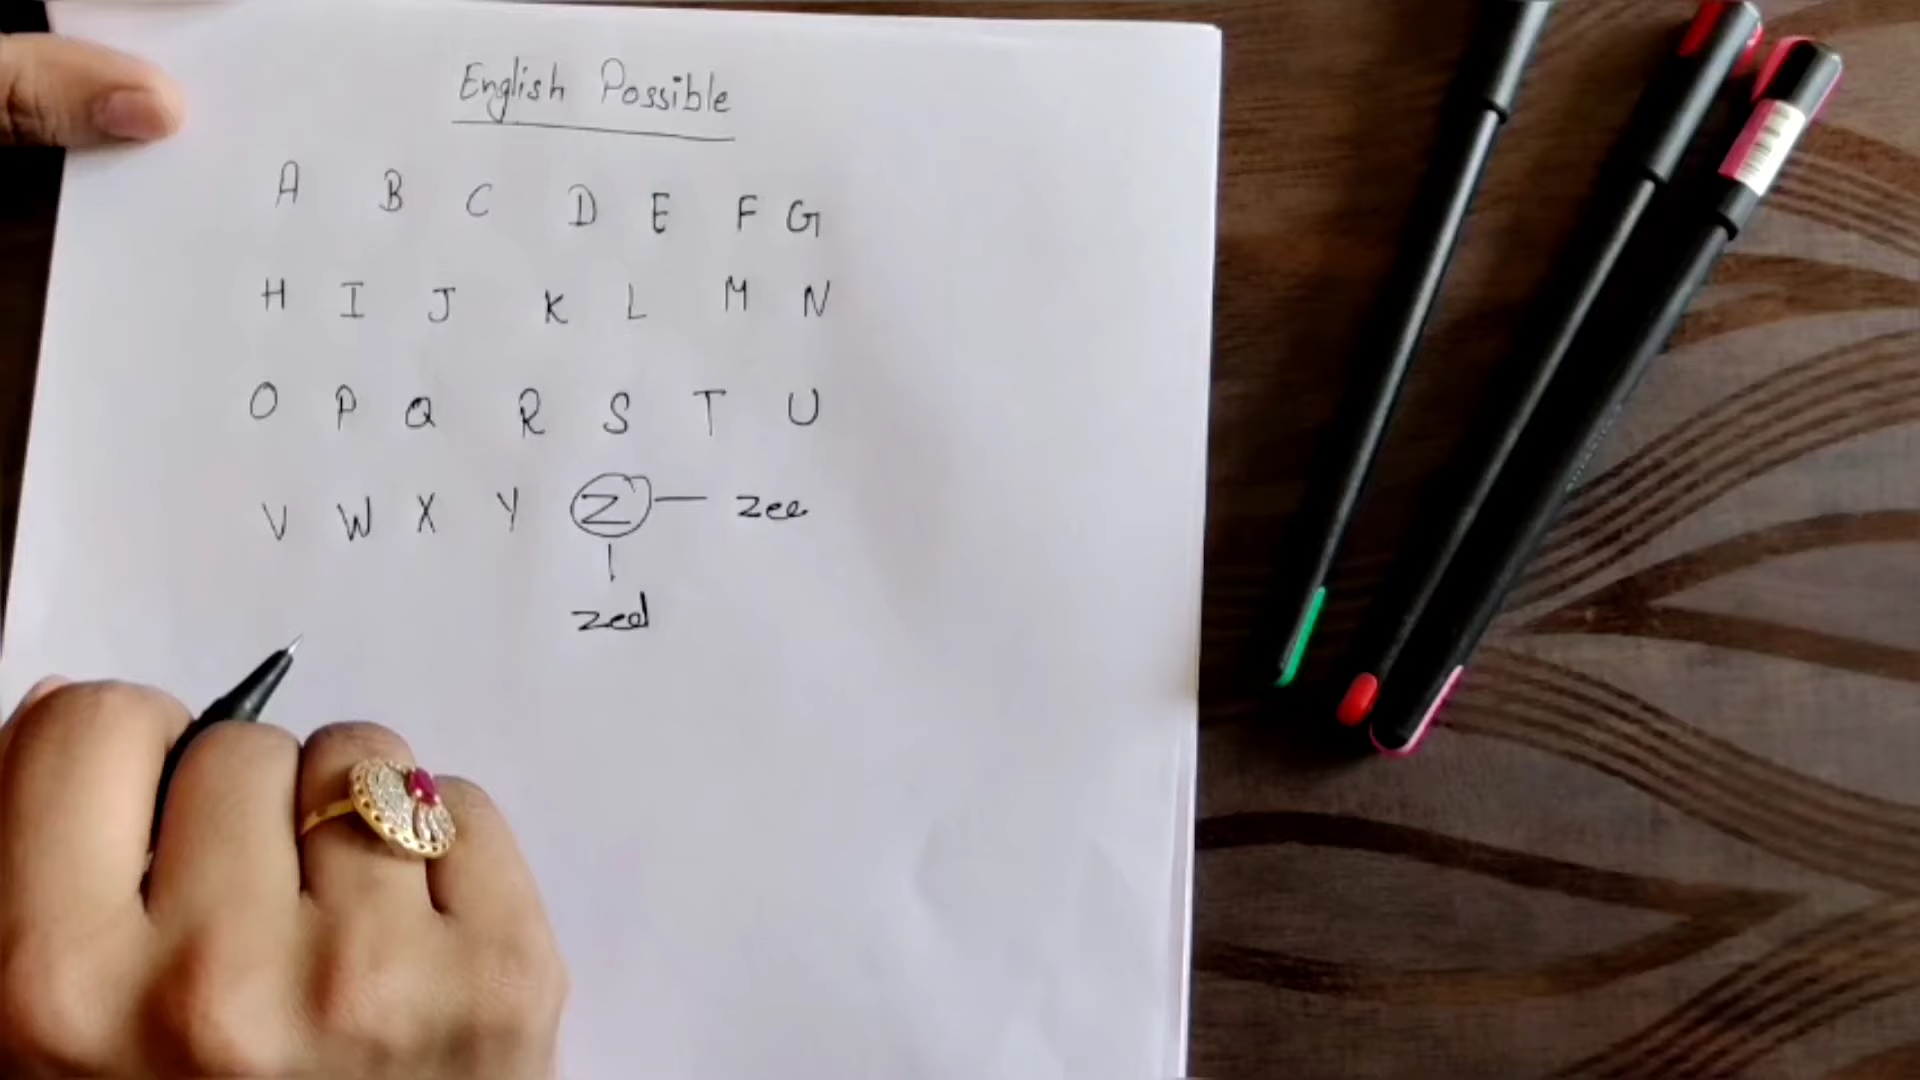 English Possible
A B C D E F G
H I J K L M N
O P Q R S T U
V W X Y Z — zee
zed